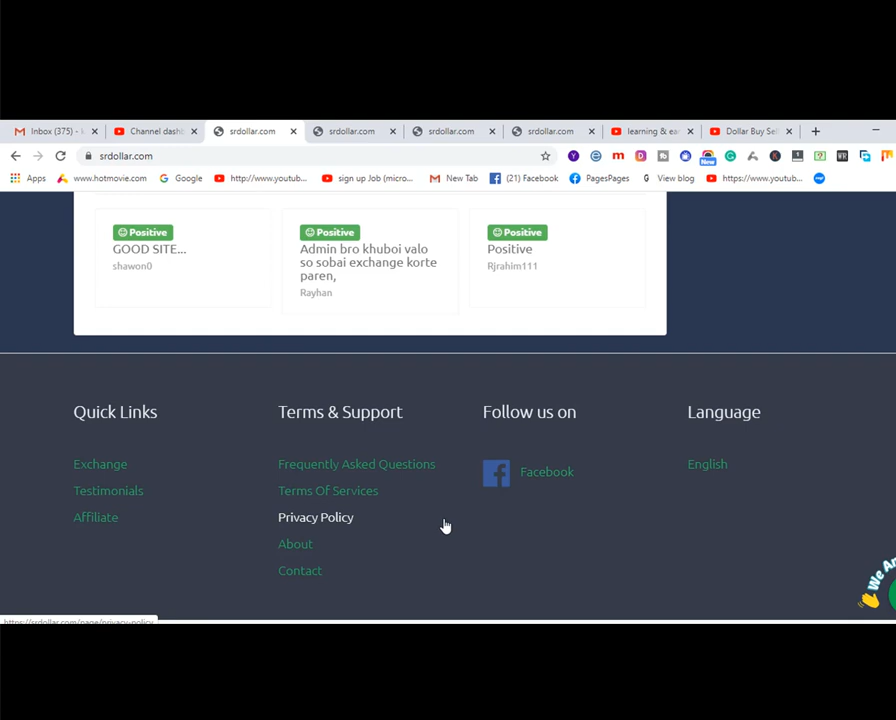 Inbox (375) -
Channel dashb
srdollar.com
srdollar.com
srdollar.com
srdollar.com
learning & ear
Dollar Buy Sel
srdollar.com
New
Apps
www.hotmovie.com
Google
http://www.youtub...
sign up Job (micro...
New Tab
(21) Facebook
PagesPages
View blog
https://www.youtub...
Positive
GOOD SITE...
shawon0
Positive
Admin bro khuboi valo
so sobai exchange korte
paren,
Rayhan
Positive
Positive
Rjrahim111
Quick Links
Exchange
Testimonials
Affiliate
Terms & Support
Frequently Asked Questions
Terms Of Services
Privacy Policy
About
Contact
Follow us on
Facebook
Language
English
We Ar
https://srdollar.com/page/privacy-policy